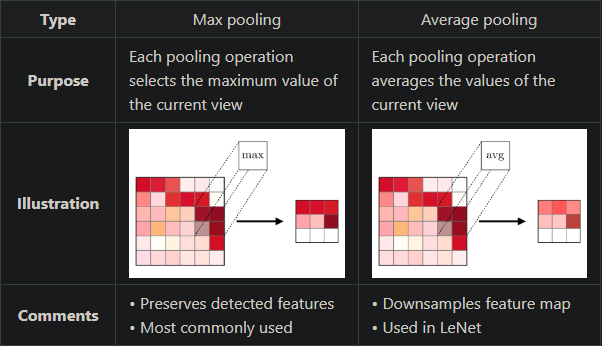 Type
Max pooling
Average pooling
Purpose
Each pooling operation
selects the maximum value of
the current view
Each pooling operation
averages the values of the
current view
Illustration
max
avg
Comments
• Preserves detected features
• Most commonly used
• Downsamples feature map
• Used in LeNet